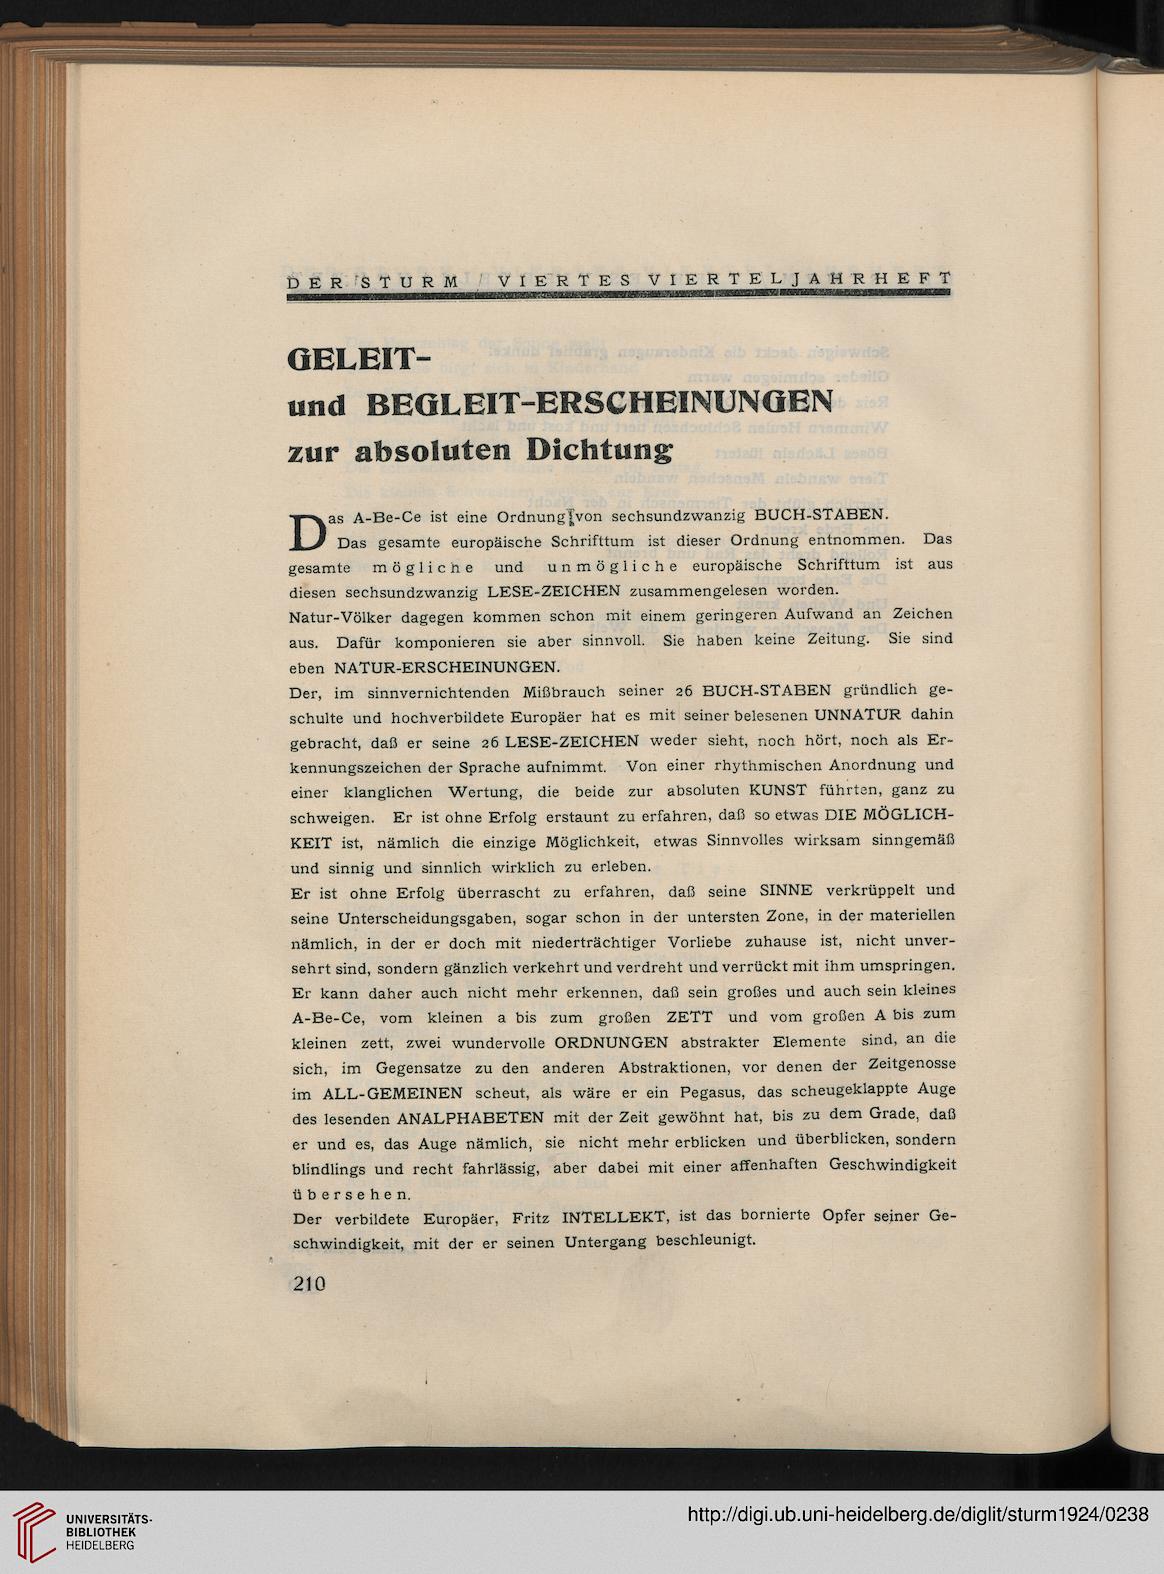 DER STURM / VIERTES VIERTELJAHRHEFT
GELEIT-
und BEGLEIT-ERSCHEINUNGEN
zur absoluten Dichtung
Das A-Be-Ce ist eine Ordnung von sechsundzwanzig BUCH-STABEN.
Das gesamte europäische Schrifttum ist dieser Ordnung entnommen. Das
gesamte mögliche und unmögliche europäische Schrifttum ist aus
diesen sechsundzwanzig LESE-ZEICHEN zusammengelesen worden.
Natur-Völker dagegen kommen schon mit einem geringeren Aufwand an Zeichen
aus. Dafür komponieren sie aber sinnvoll. Sie haben keine Zeitung. Sie sind
eben NATUR-ERSCHEINUNGEN.
Der, im sinnvernichtenden Mißbrauch seiner 26 BUCH-STABEN gründlich ge-
schulte und hochverbildete Europäer hat es mit seiner belesenen UNNATUR dahin
gebracht, daß er seine 26 LESE-ZEICHEN weder sieht, noch hört, noch als Er-
kennungszeichen der Sprache aufnimmt. Von einer rhythmischen Anordnung und
einer klanglichen Wertung, die beide zur absoluten KUNST führten, ganz zu
schweigen. Er ist ohne Erfolg erstaunt zu erfahren, daß so etwas DIE MÖGLICH-
KEIT ist, nämlich die einzige Möglichkeit, etwas Sinnvolles wirksam sinngemäß
und sinnig und sinnlich wirklich zu erleben.
Er ist ohne Erfolg überrascht zu erfahren, daß seine SINNE verkrüppelt und
seine Unterscheidungsgaben, sogar schon in der untersten Zone, in der materiellen
nämlich, in der er doch mit niederträchtiger Vorliebe zuhause ist, nicht unver-
sehrt sind, sondern gänzlich verkehrt und verdreht und verrückt mit ihm umspringen.
Er kann daher auch nicht mehr erkennen, daß sein großes und auch sein kleines
A-Be-Ce, vom kleinen a bis zum großen ZETT und vom großen A bis zum
kleinen zett, zwei wundervolle ORDNUNGEN abstrakter Elemente sind, an die
sich, im Gegensatze zu den anderen Abstraktionen, vor denen der Zeitgenosse
im ALL-GEMEINEN scheut, als wäre er ein Pegasus, das scheugeklappte Auge
des lesenden ANALPHABETEN mit der Zeit gewöhnt hat, bis zu dem Grade, daß
er und es, das Auge nämlich, sie nicht mehr erblicken und überblicken, sondern
blindlings und recht fahrlässig, aber dabei mit einer affenhaften Geschwindigkeit
übersehen.
Der verbildete Europäer, Fritz INTELLEKT, ist das bornierte Opfer seiner Ge-
schwindigkeit, mit der er seinen Untergang beschleunigt.
210
UNIVERSITÄTS-
BIBLIOTHEK
HEIDELBERG
http://digi.ub.uni-heidelberg.de/diglit/sturm1924/0238